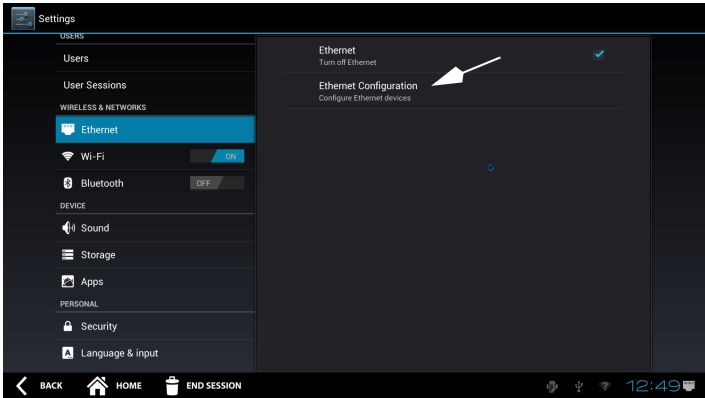 Settings
USERS
Users
User Sessions
WIRELESS & NETWORKS
Ethernet
Wi-Fi ON
Bluetooth OFF
DEVICE
Sound
Storage
Apps
PERSONAL
Security
A Language & input
Ethernet
Turn off Ethernet
Ethernet Configuration
Configure Ethernet devices
BACK HOME END SESSION 12:49